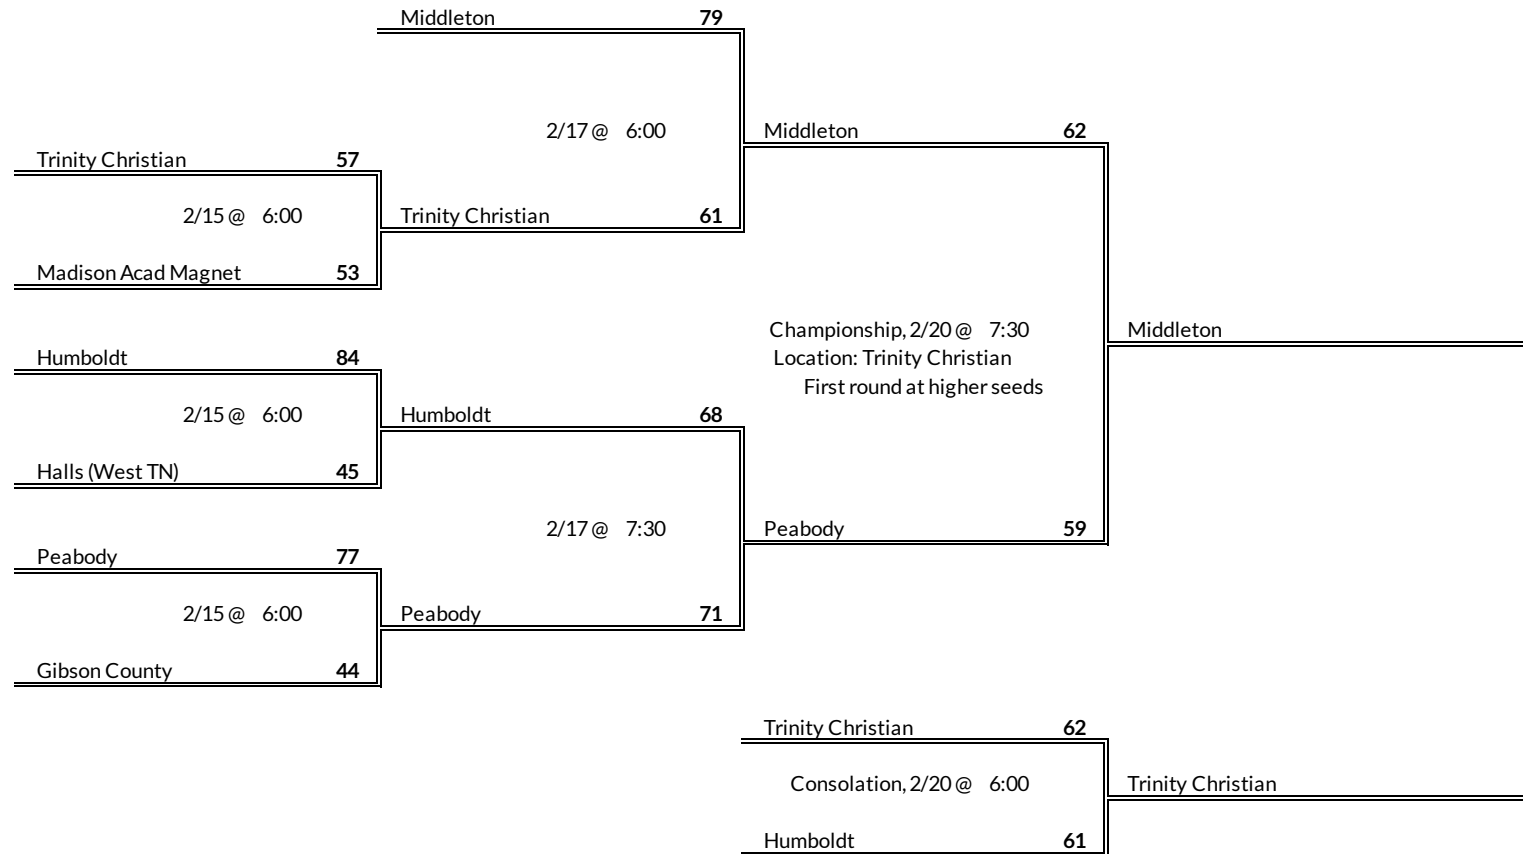 Middleton 79
2/17 @ 6:00
Middleton 62
Trinity Christian 57
2/15 @ 6:00
Trinity Christian 61
Madison Acad Magnet 53
Championship, 2/20 @ 7:30
Middleton
Humboldt 84
Location: Trinity Christian
First round at higher seeds
2/15 @ 6:00
Humboldt 68
Halls (West TN) 45
2/17 @ 7:30
Peabody 59
Peabody 77
2/15 @ 6:00
Peabody 71
Gibson County 44
Trinity Christian 62
Consolation, 2/20 @ 6:00
Trinity Christian
Humboldt 61